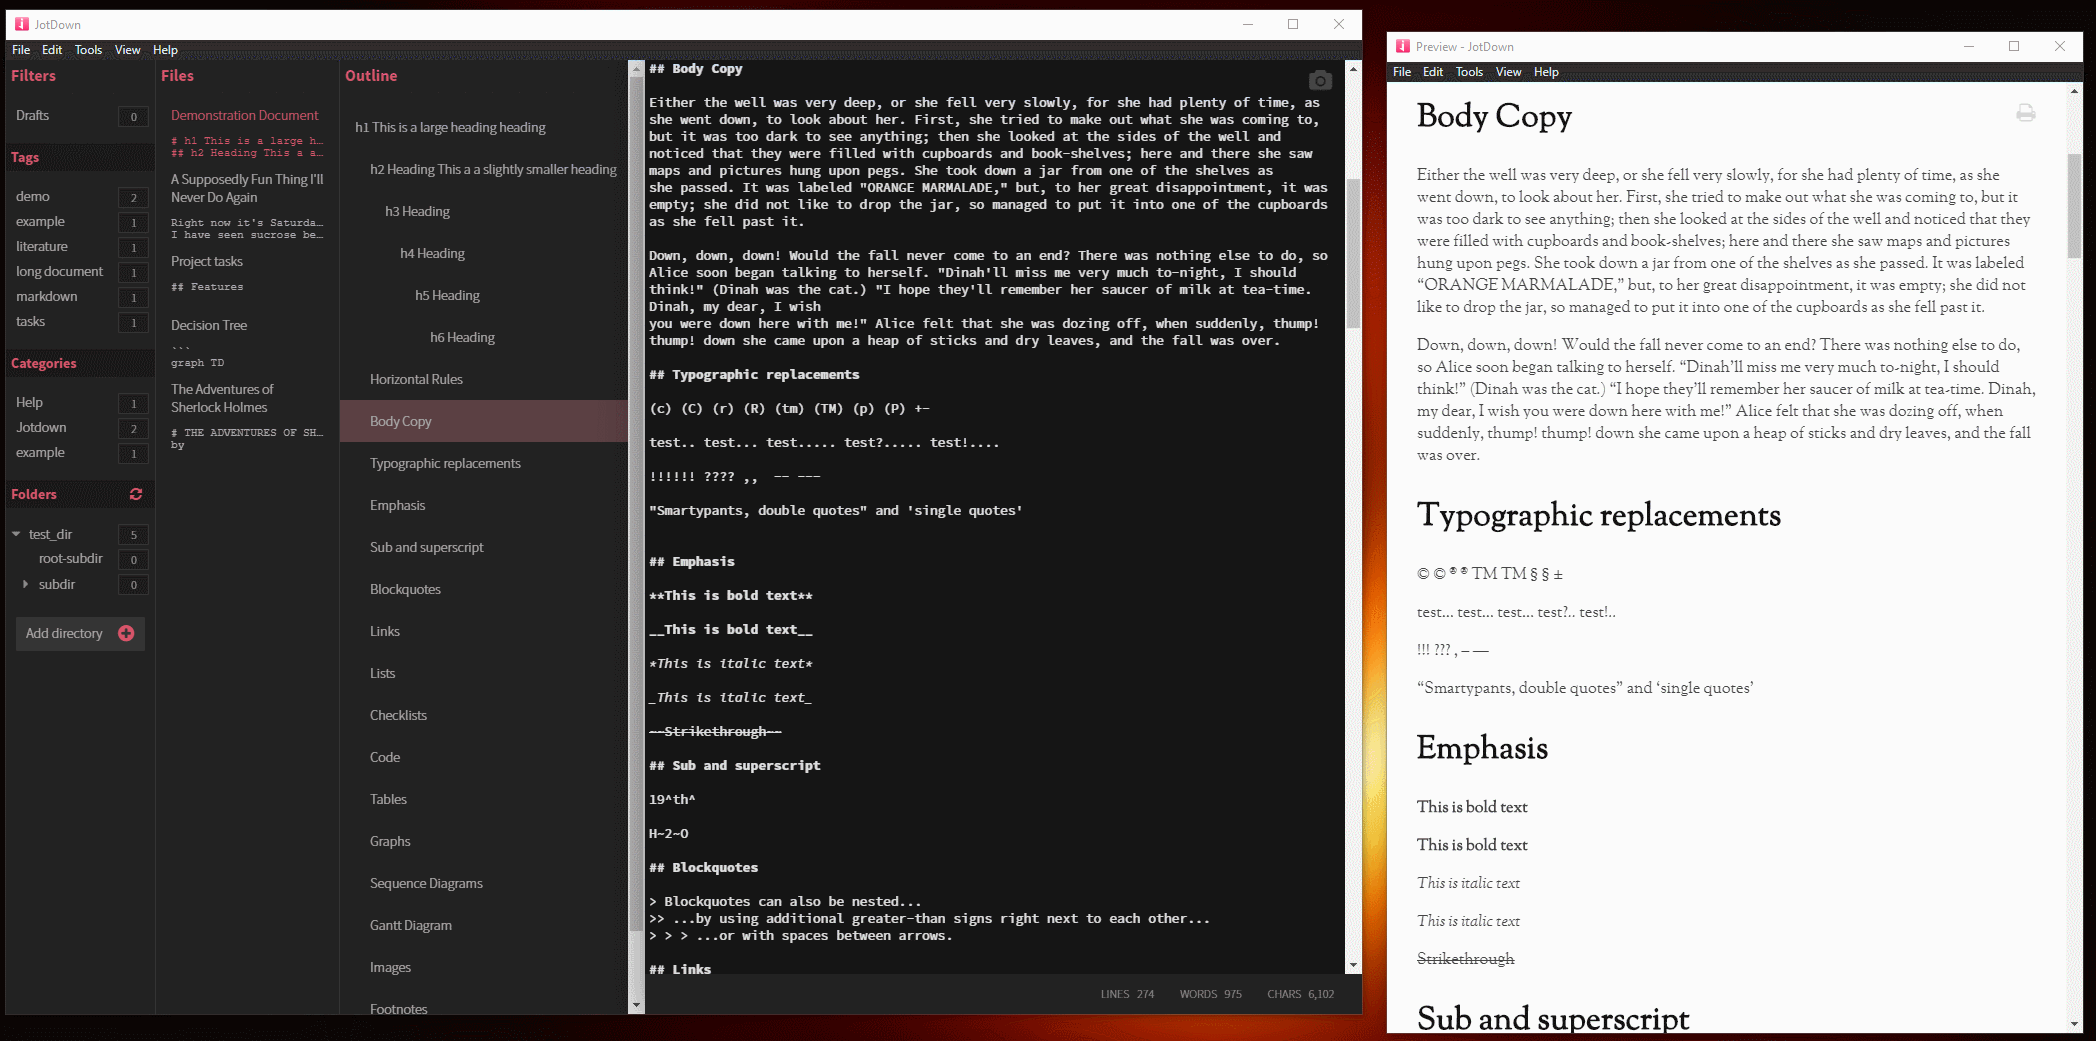 JotDown
File Edit Tools View Help
Filters
Drafts 0
Tags
demo 2
example 1
literature 1
long document 1
markdown 1
tasks 1
Categories
Help 1
Jotdown 2
example 1
Folders
test_dir 5
root-subdir 0
subdir 0
Add directory
Files
Demonstration Document
# h1 This is a large h...
## h2 Heading This a a...
A Supposedly Fun Thing I'll
Never Do Again
Right now it's Saturda...
I have seen sucrose be...
Project tasks
## Features
Decision Tree
```
graph TD
The Adventures of
Sherlock Holmes
# THE ADVENTURES OF SH...
by
Outline
h1 This is a large heading heading
h2 Heading This a a slightly smaller heading
h3 Heading
h4 Heading
h5 Heading
h6 Heading
Horizontal Rules
Body Copy
Typographic replacements
Emphasis
Sub and superscript
Blockquotes
Links
Lists
Checklists
Code
Tables
Graphs
Sequence Diagrams
Gantt Diagram
Images
Footnotes
## Body Copy
Either the well was very deep, or she fell very slowly, for she had plenty of time, as
she went down, to look about her. First, she tried to make out what she was coming to,
but it was too dark to see anything; then she looked at the sides of the well and
noticed that they were filled with cupboards and book-shelves; here and there she saw
maps and pictures hung upon pegs. She took down a jar from one of the shelves as
she passed. It was labeled "ORANGE MARMALADE," but, to her great disappointment, it was
empty; she did not like to drop the jar, so managed to put it into one of the cupboards
as she fell past it.
Down, down, down! Would the fall never come to an end? There was nothing else to do, so
Alice soon began talking to herself. "Dinah'll miss me very much to-night, I should
think!" (Dinah was the cat.) "I hope they'll remember her saucer of milk at tea-time.
Dinah, my dear, I wish
you were down here with me!" Alice felt that she was dozing off, when suddenly, thump!
thump! down she came upon a heap of sticks and dry leaves, and the fall was over.
## Typographic replacements
(c) (C) (r) (R) (tm) (TM) (p) (P) +-
test.. test... test..... test?..... test!....
!!!!!! ???? ,,  -- ---
"Smartypants, double quotes" and 'single quotes'
## Emphasis
**This is bold text**
__This is bold text__
*This is italic text*
_This is italic text_
~~Strikethrough~~
## Sub and superscript
19^th^
H~2~O
## Blockquotes
> Blockquotes can also be nested...
>> ...by using additional greater-than signs right next to each other...
> > > ...or with spaces between arrows.
## Links
LINES 274 WORDS 975 CHARS 6,102
Preview - JotDown
File Edit Tools View Help
Body Copy
Either the well was very deep, or she fell very slowly, for she had plenty of time, as she
went down, to look about her. First, she tried to make out what she was coming to, but it
was too dark to see anything; then she looked at the sides of the well and noticed that they
were filled with cupboards and book-shelves; here and there she saw maps and pictures
hung upon pegs. She took down a jar from one of the shelves as she passed. It was labeled
“ORANGE MARMALADE,” but, to her great disappointment, it was empty; she did not
like to drop the jar, so managed to put it into one of the cupboards as she fell past it.
Down, down, down! Would the fall never come to an end? There was nothing else to do,
so Alice soon began talking to herself. “Dinah’ll miss me very much to-night, I should
think!” (Dinah was the cat.) “I hope they’ll remember her saucer of milk at tea-time. Dinah,
my dear, I wish you were down here with me!” Alice felt that she was dozing off, when
suddenly, thump! thump! down she came upon a heap of sticks and dry leaves, and the fall
was over.
Typographic replacements
© © ® ® TM TM § § ±
test… test… test… test?.. test!..
!!! ??? , – —
“Smartypants, double quotes” and ‘single quotes’
Emphasis
This is bold text
This is bold text
This is italic text
This is italic text
Strikethrough
Sub and superscript